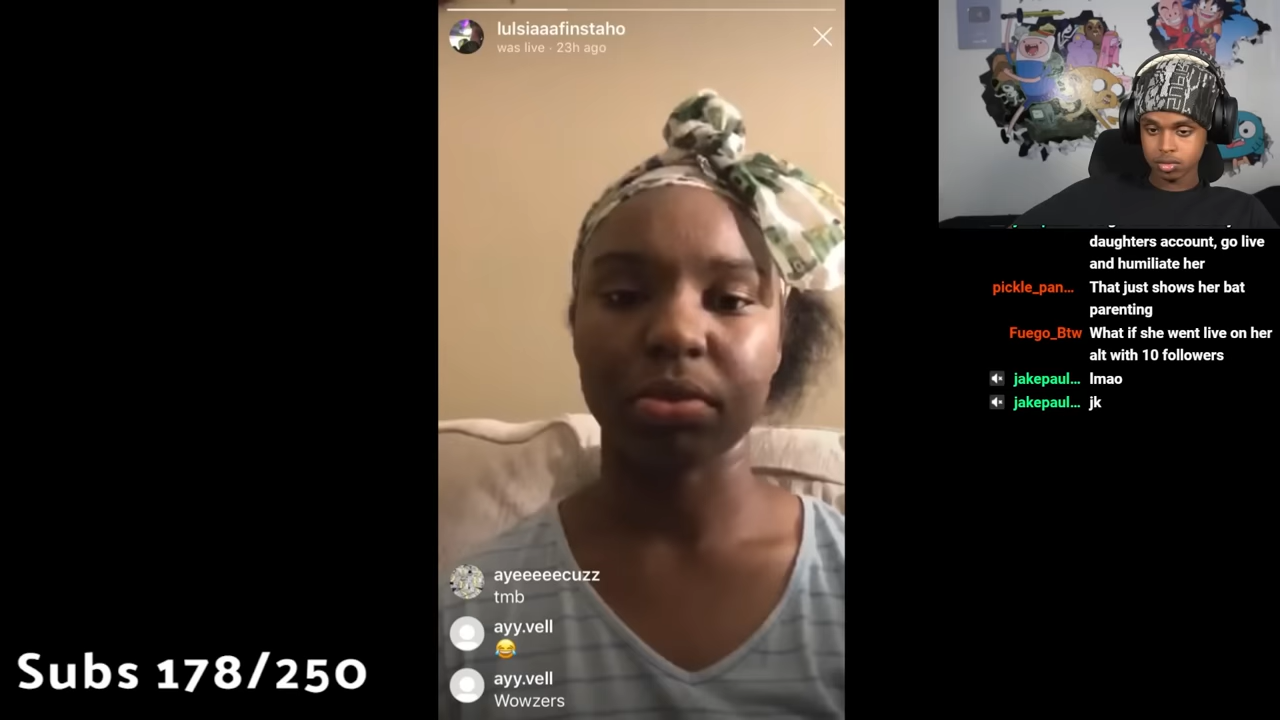 lulsiaaafinstaho
was live · 23h ago
daughters account, go live
and humiliate her
pickle_pan... That just shows her bat
parenting
Fuego_Btw What if she went live on her
alt with 10 followers
jakepaul... lmao
jakepaul... jk
ayeeeeecuzz
tmb
ayy.vell
😂
ayy.vell
Wowzers
Subs 178/250